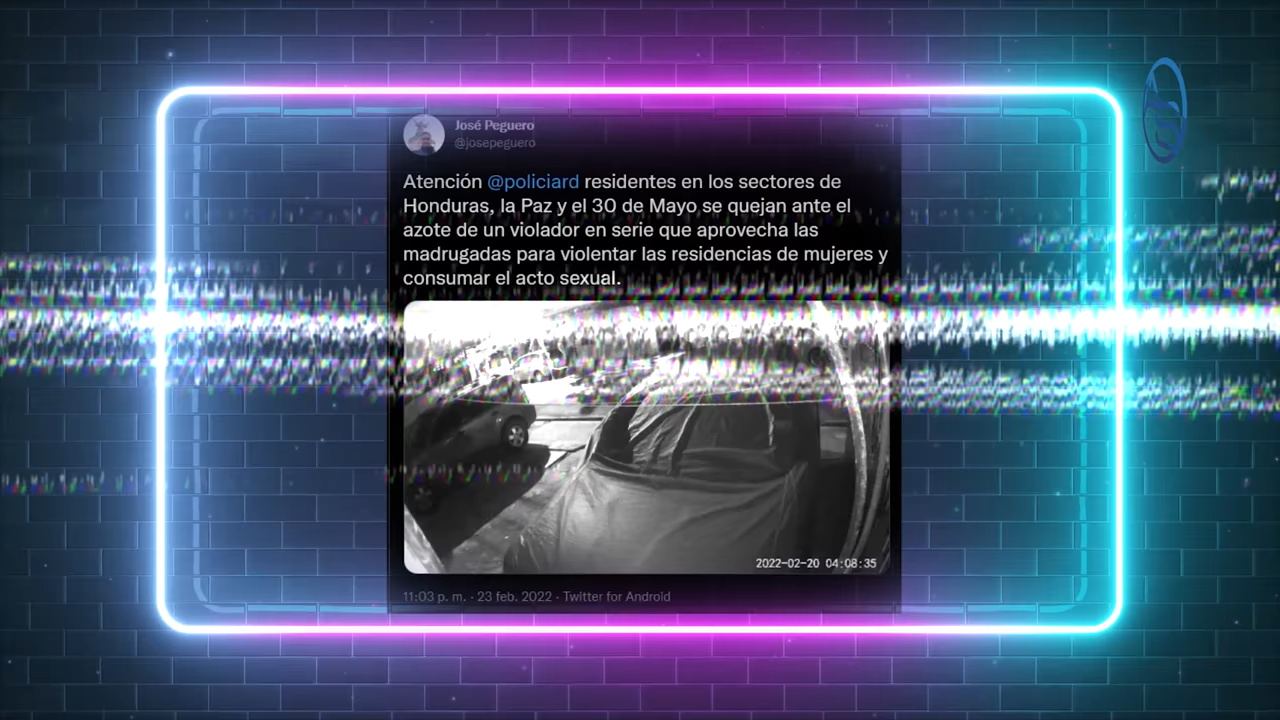 José Peguero
@josepeguero
Atención @policiard residentes en los sectores de
Honduras, la Paz y el 30 de Mayo se quejan ante el
azote de un violador en serie que aprovecha las
madrugadas para violentar las residencias de mujeres y
consumar el acto sexual.
2022-02-20 04:08:35
11:03 p. m. · 23 feb. 2022 · Twitter for Android